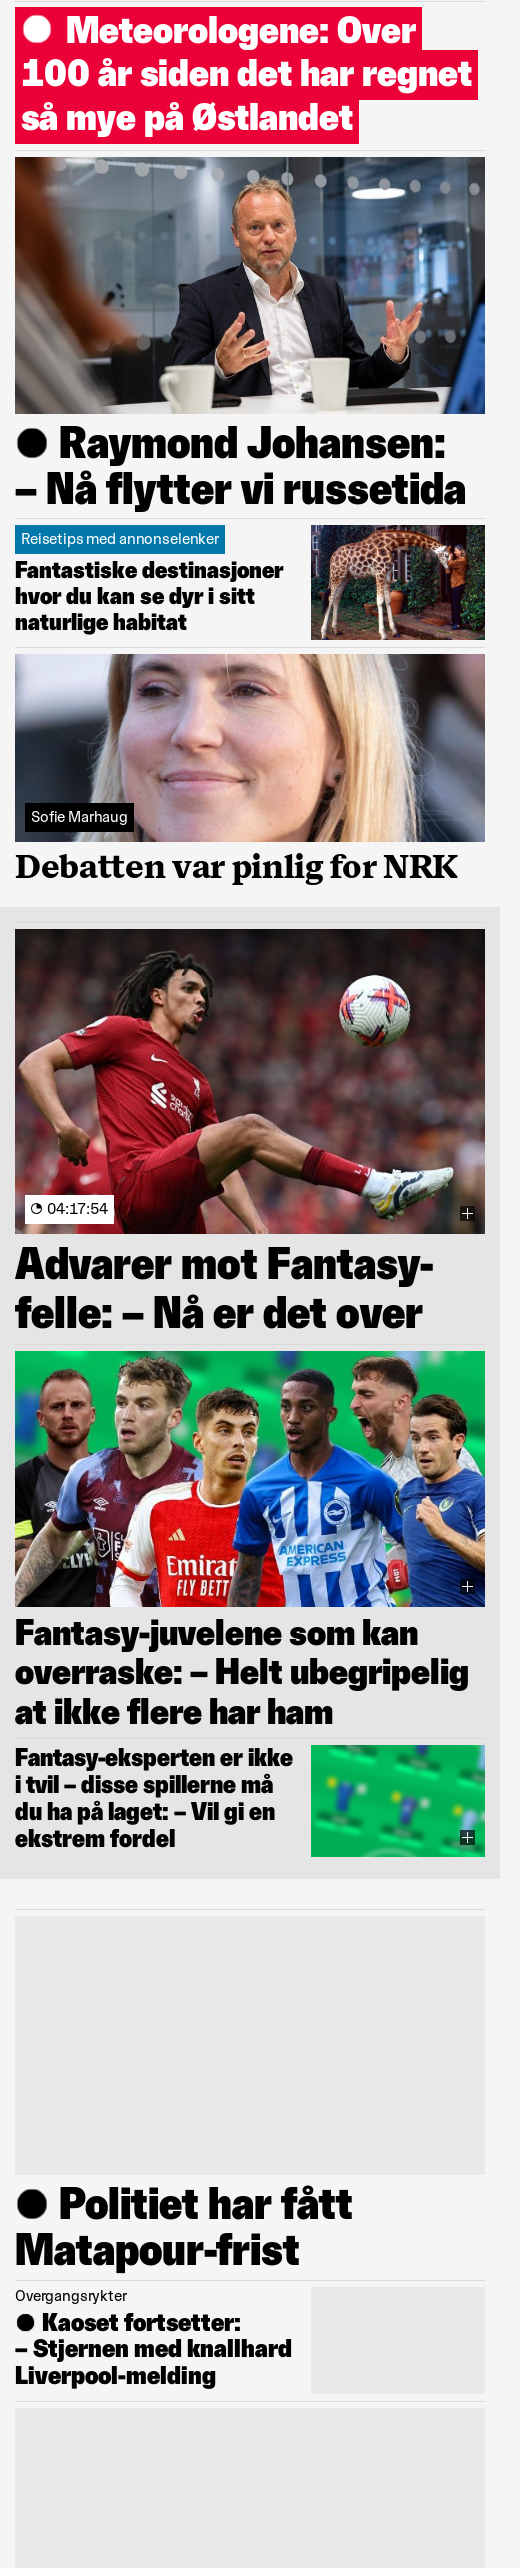 Meteorologene: Over
100 år siden det har regnet
så mye på Østlandet
Raymond Johansen:
– Nå flytter vi russetida
Reisetips med annonselenker
Fantastiske destinasjoner
hvor du kan se dyr i sitt
naturlige habitat
Sofie Marhaug
Debatten var pinlig for NRK
04:17:54
Advarer mot Fantasy-
felle: – Nå er det over
AMERICAN
EXPRESS
Emirat
FLY BETT
Fantasy-juvelene som kan
overraske: – Helt ubegripelig
at ikke flere har ham
Fantasy-eksperten er ikke
i tvil – disse spillerne må
du ha på laget: – Vil gi en
ekstrem fordel
Politiet har fått
Matapour-frist
Overgangsrykter
Kaoset fortsetter:
– Stjernen med knallhard
Liverpool-melding